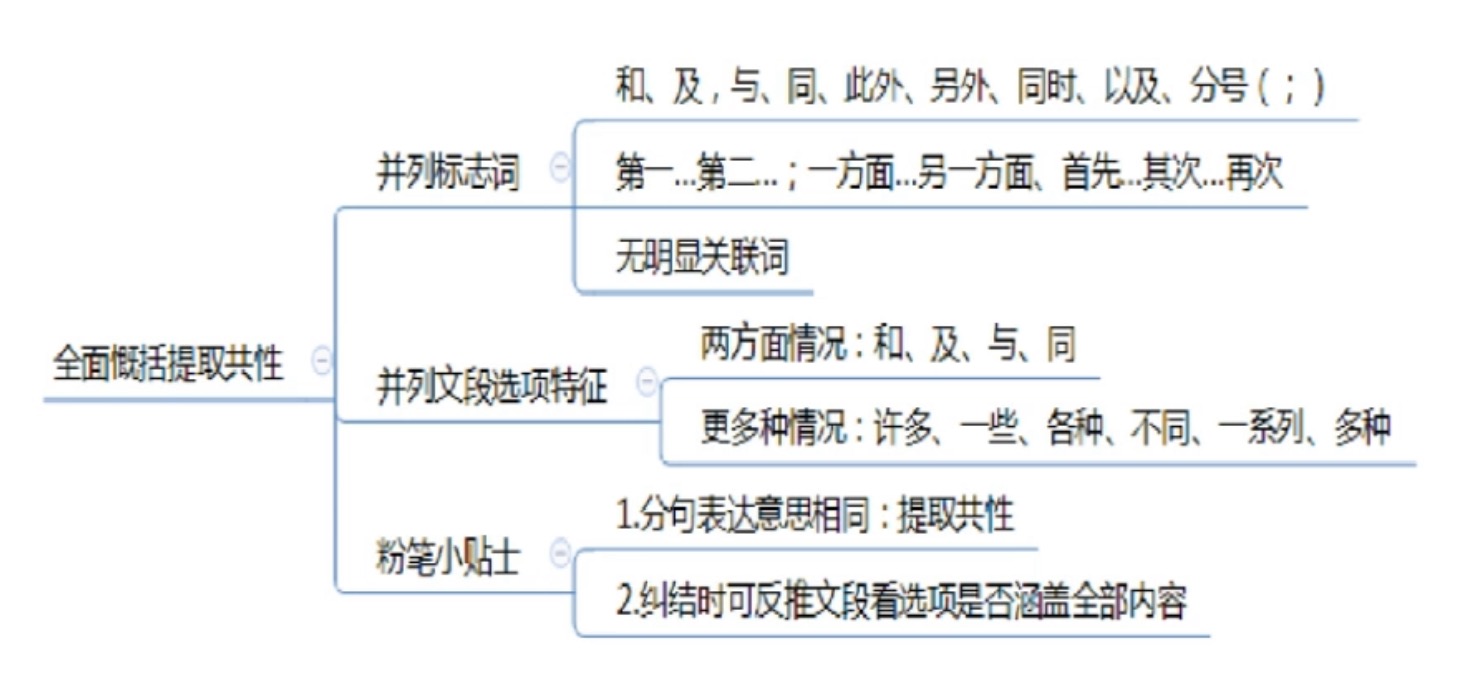 和、及，与、同、此外、另外、同时、以及、分号（；）
并列标志词
第一...第二...；一方面...另一方面、首先...其次...再次
无明显关联词
两方面情况：和、及、与、同
全面慨括提取共性
并列文段选项特征
更多种情况：许多、一些、各种、不同、一系列、多种
1.分句表达意思相同：提取共性
粉笔小贴士
2.纠结时可反推文段看选项是否涵盖全部内容